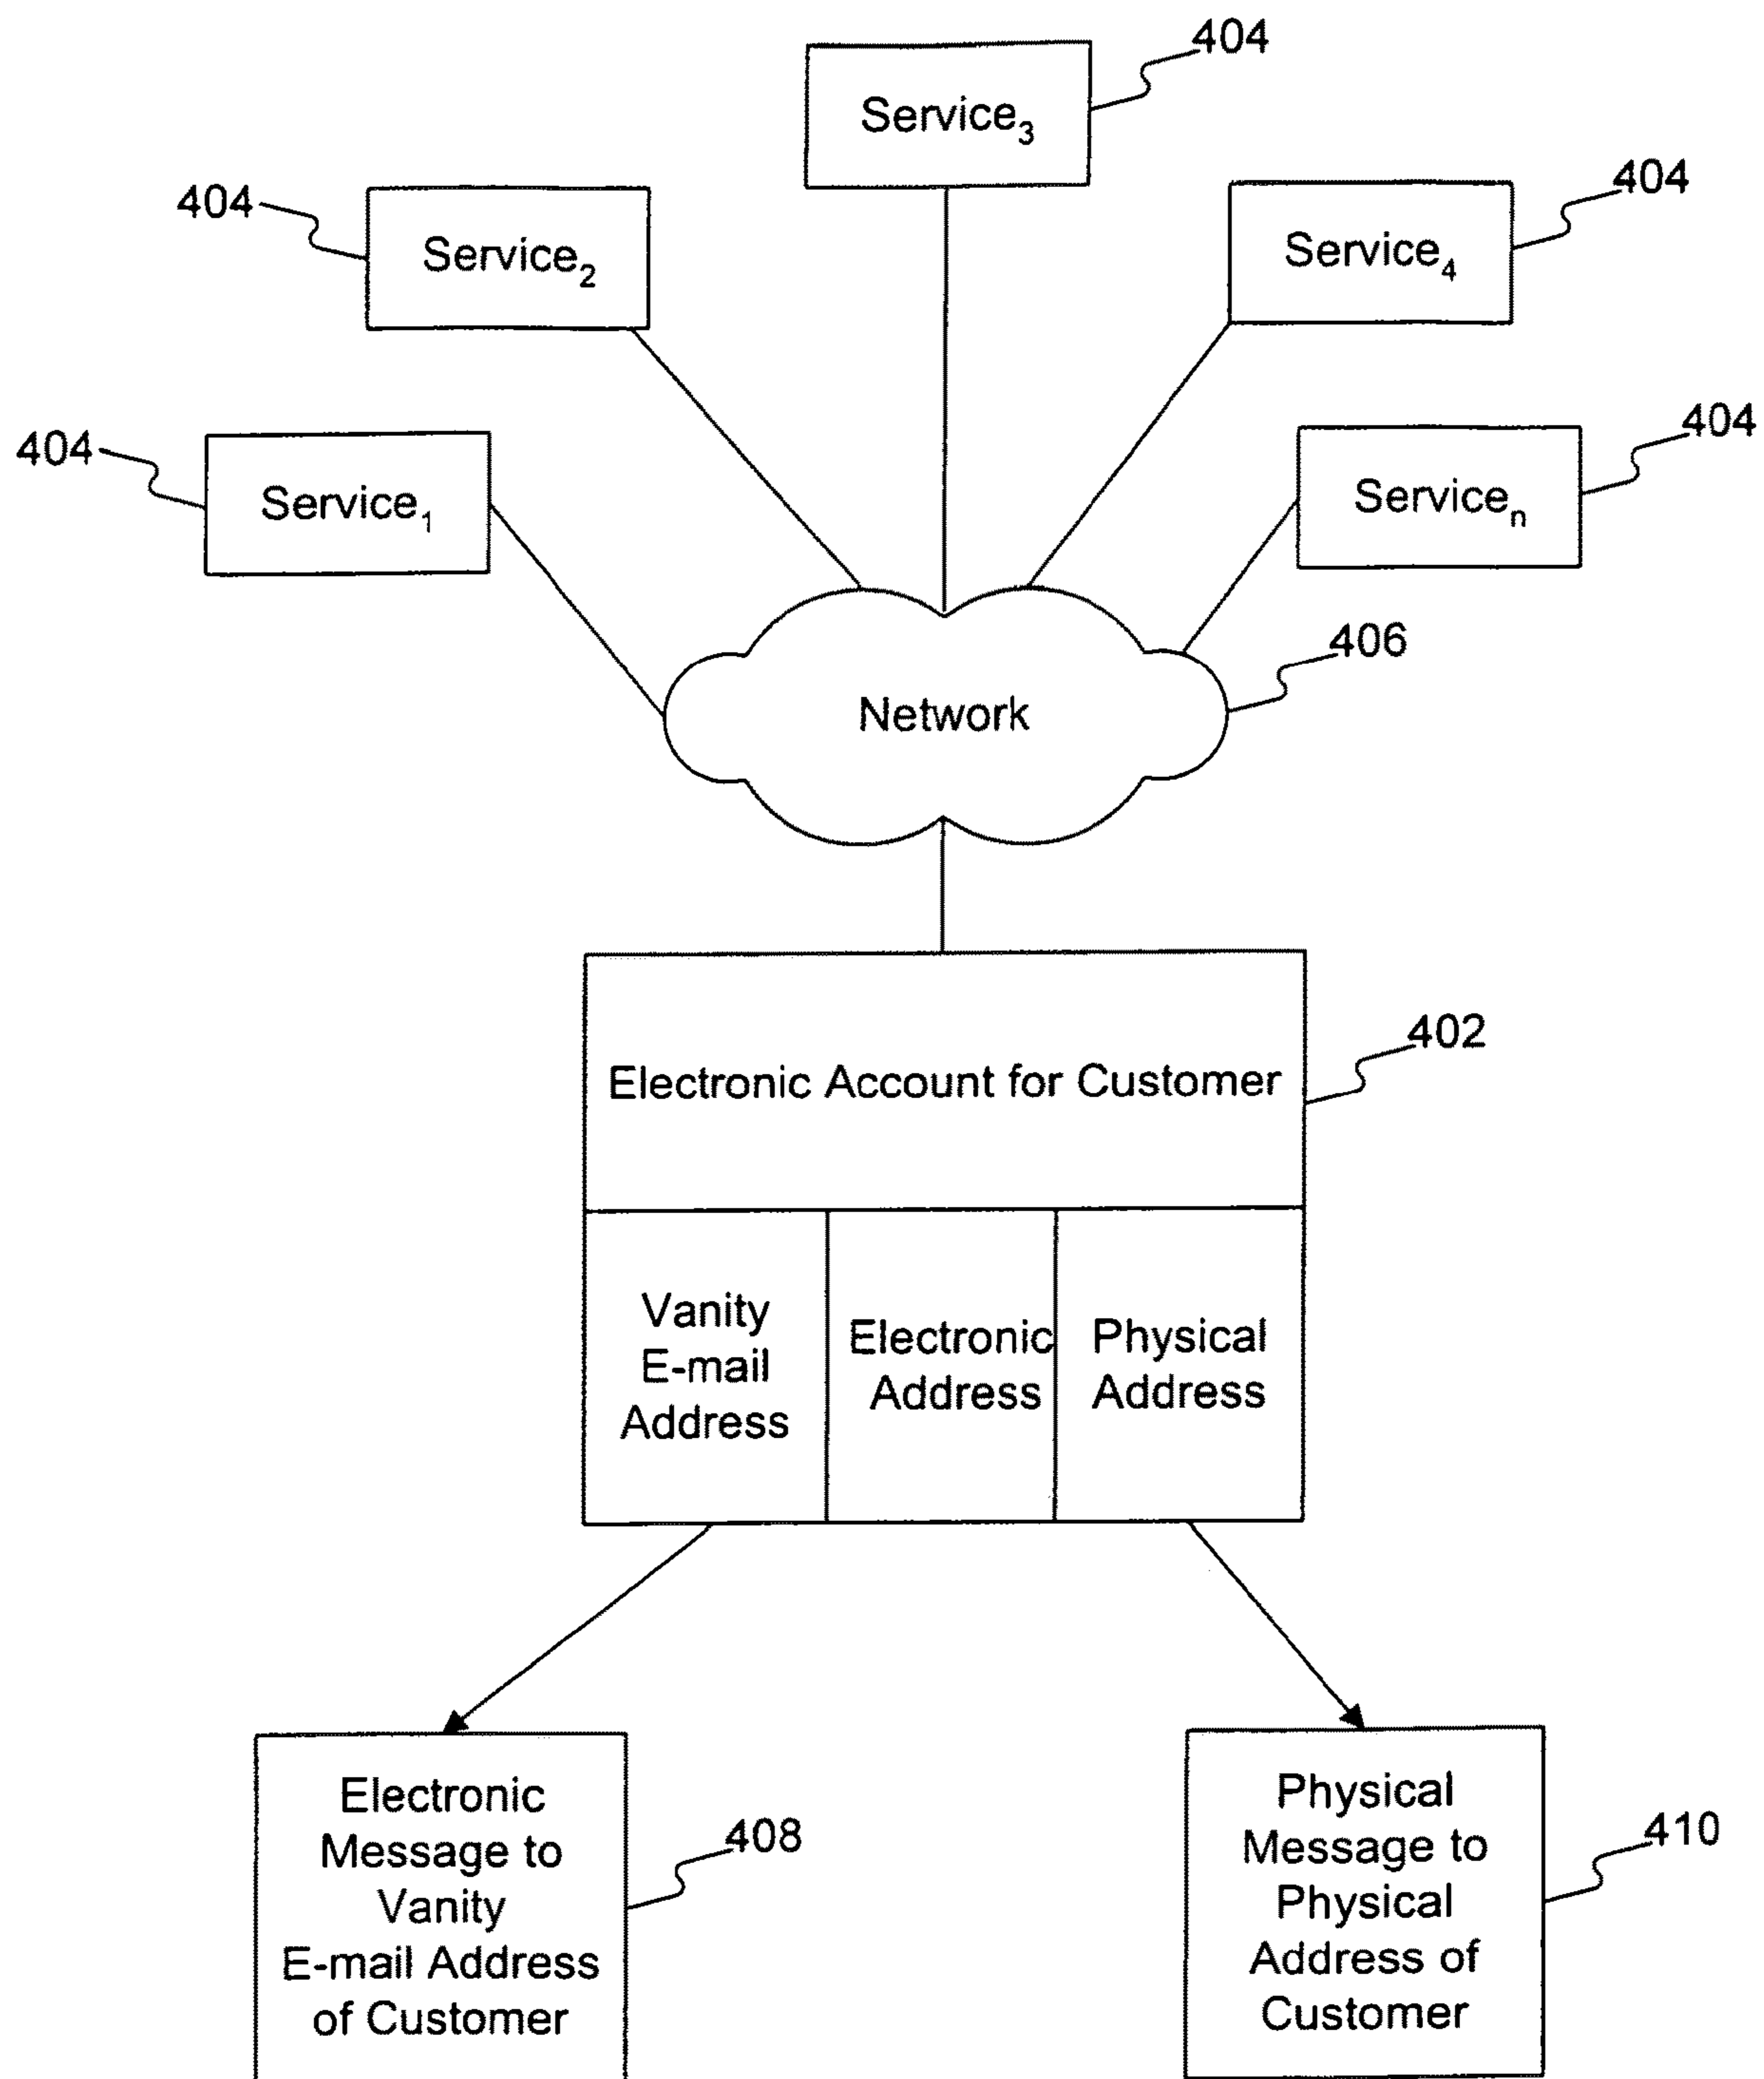 404
Service₃
404
404
Service₂
Service₄
404
404
Service₁
Serviceₙ
406
Network
402
Electronic Account for Customer
Vanity
E-mail
Address
Electronic
Address
Physical
Address
Electronic
Message to
Vanity
E-mail Address
of Customer
408
Physical
Message to
Physical
Address of
Customer
410